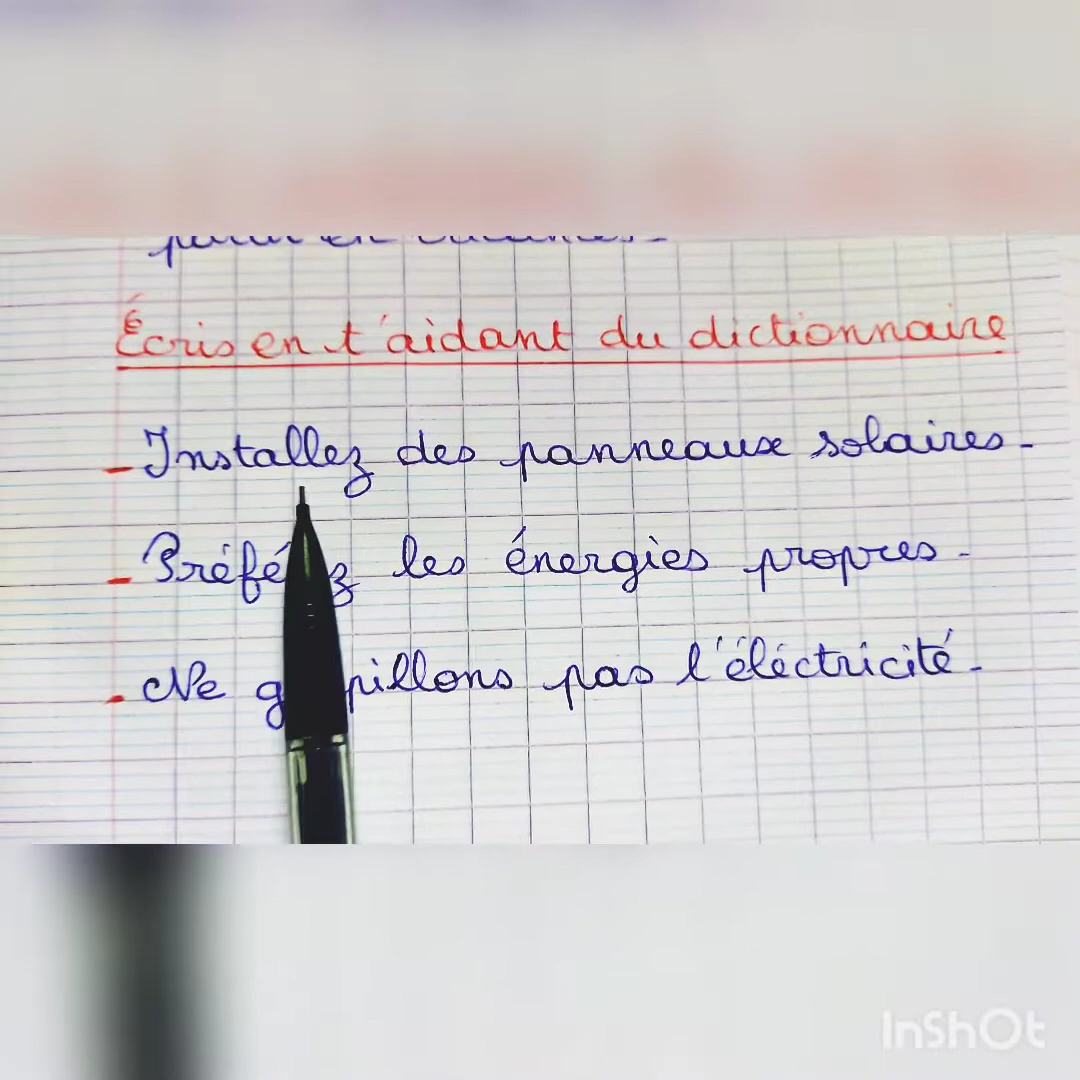 Écris en t'aidant du dictionnaire
- Installez des panneaux solaires.
- les énergies propres.
- Ne pas l'éléctricité.
InShOt